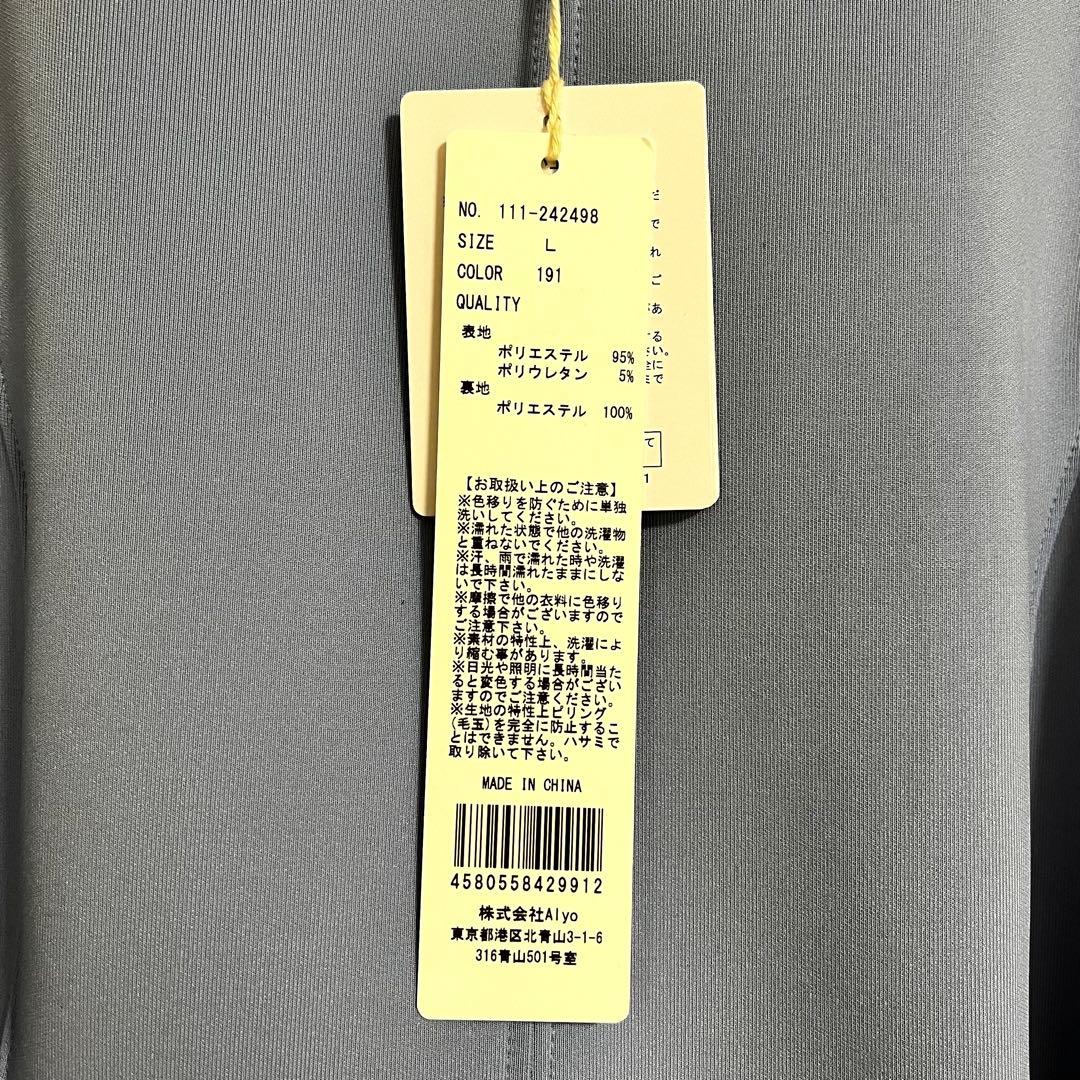 NO. 111-242498
SIZE L
COLOR 191
QUALITY
表地
ポリエステル 95%
ポリウレタン 5%
裏地
ポリエステル 100%
【お取扱い上のご注意】
※色移りを防ぐために単独
洗いしてください。
※濡れた状態で他の洗濯物
と重ねないでください。
※汗、雨で濡れた時や洗濯
は長時間濡れたままにしな
いで下さい。
※摩擦で他の衣料に色移り
する場合がございますので
ご注意下さい。
※素材の特性上、洗濯によ
り縮む事があります。
※日光や照明に長時間当た
ると変色する場合がござい
ますのでご注意ください。
※生地の特性上ピリング
(毛玉)を完全に防止するこ
とはできません。ハサミで
取り除いて下さい。
MADE IN CHINA
4580558429912
株式会社Alyo
東京都港区北青山3-1-6
316青山501号室
で
れ
ご
あ
る
い。
に
で
て
1